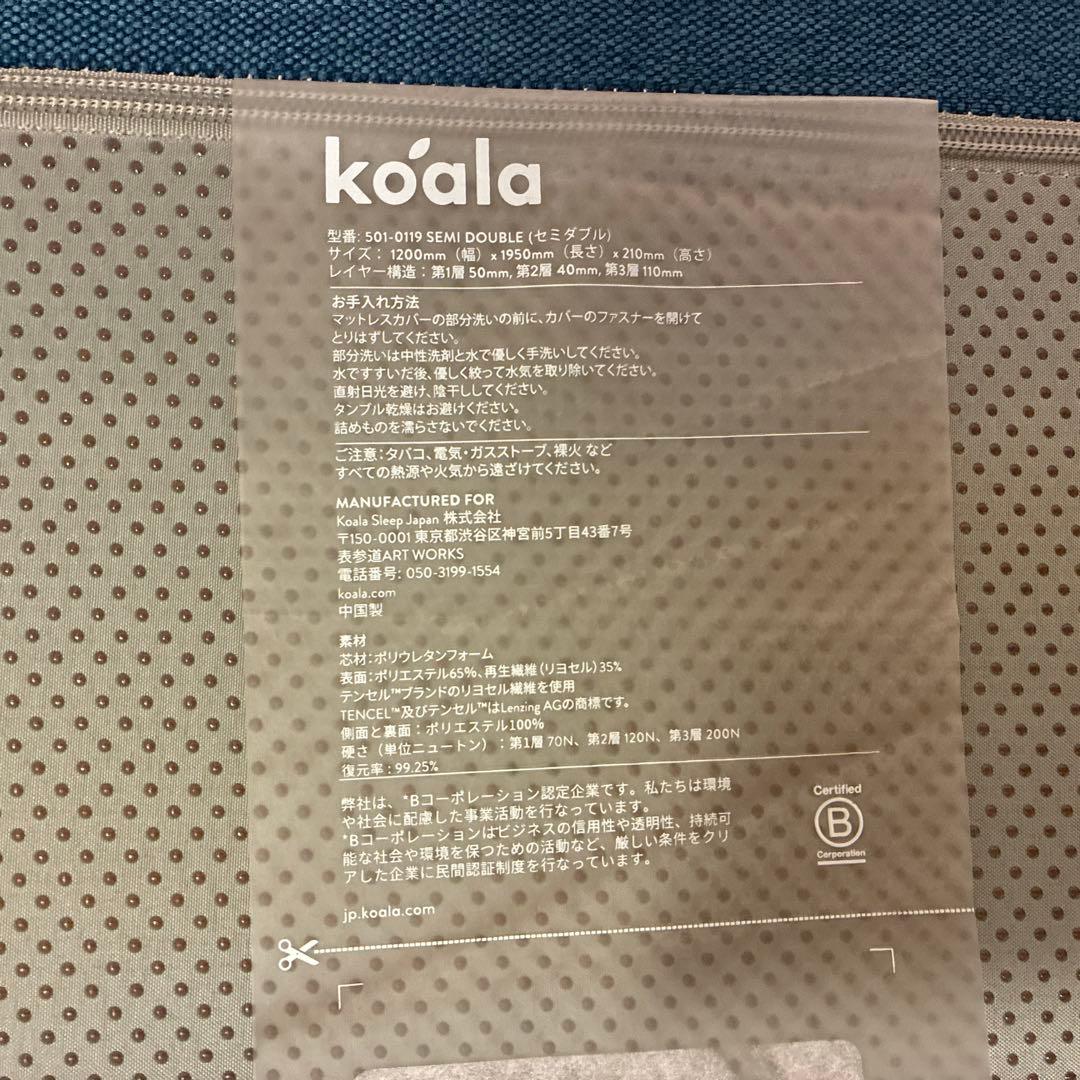 koala
型番: 501-0119 SEMI DOUBLE (セミダブル)
サイズ： 1200mm（幅）x 1950mm（長さ）x 210mm（高さ）
レイヤー構造：第1層 50mm, 第2層 40mm, 第3層 110mm
お手入れ方法
マットレスカバーの部分洗いの前に、カバーのファスナーを開けて
とりはずしてください。
部分洗いは中性洗剤と水で優しく手洗いしてください。
水ですすいだ後、優しく絞って水気を取り除いてください。
直射日光を避け、陰干ししてください。
タンブル乾燥はお避けください。
詰めものを濡らさないでください。
ご注意：タバコ、電気・ガスストーブ、裸火 など
すべての熱源や火気から遠ざけてください。
MANUFACTURED FOR
Koala Sleep Japan 株式会社
〒150-0001 東京都渋谷区神宮前5丁目43番7号
表参道ART WORKS
電話番号: 050-3199-1554
koala.com
中国製
素材
芯材：ポリウレタンフォーム
表面：ポリエステル65%、再生繊維（リヨセル）35%
テンセル™ブランドのリヨセル繊維を使用
TENCEL™及びテンセル™はLenzing AGの商標です。
側面と裏面：ポリエステル100%
硬さ（単位ニュートン）：第1層 70N、第2層 120N、第3層 200N
復元率：99.25%
弊社は、*Bコーポレーション認定企業です。私たちは環境
や社会に配慮した事業活動を行なっています。
*Bコーポレーションはビジネスの信用性や透明性、持続可
能な社会や環境を保つための活動など、厳しい条件をクリ
アした企業に民間認証制度を行なっています。
Certified
B
Corporation
jp.koala.com